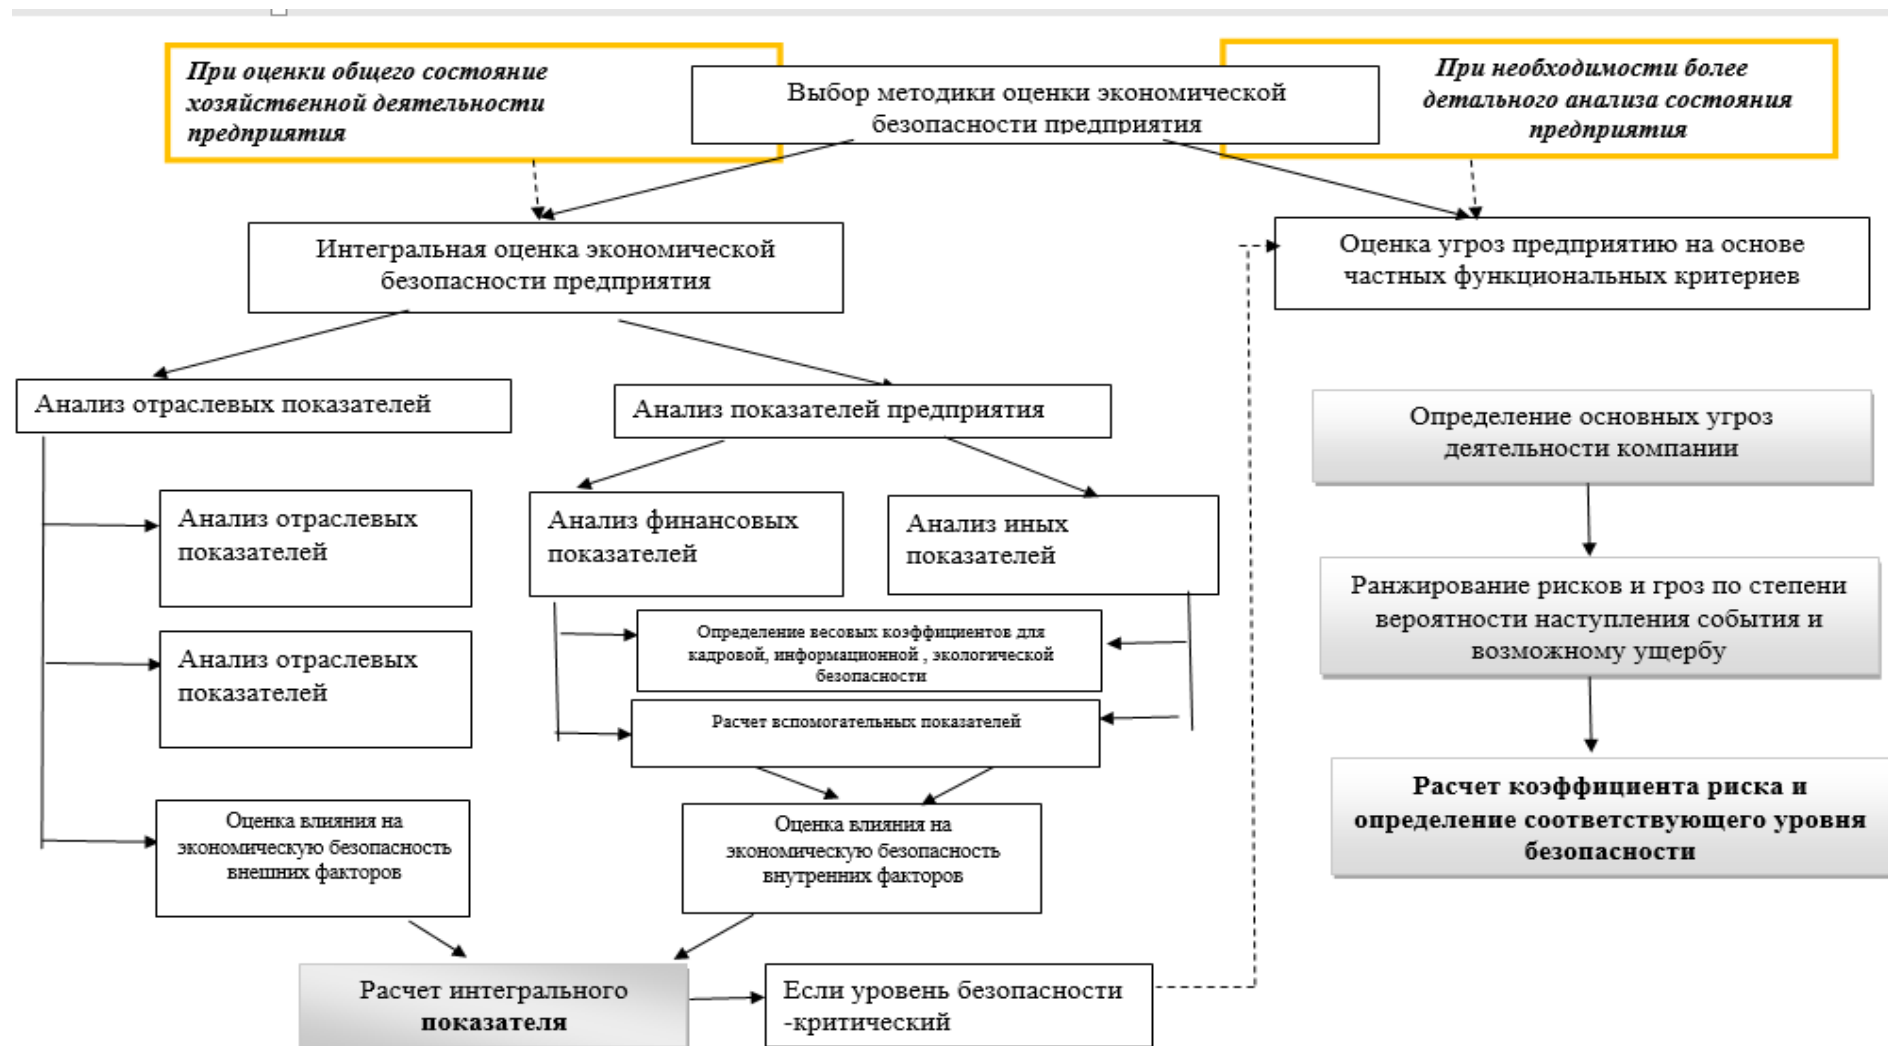 При оценки общего состояние
хозяйственной деятельности
предприятия
Выбор методики оценки экономической
безопасности предприятия
При необходимости более
детального анализа состояния
предприятия
Интегральная оценка экономической
безопасности предприятия
Оценка угроз предприятию на основе
частных функциональных критериев
Анализ отраслевых показателей
Анализ показателей предприятия
Определение основных угроз
деятельности компании
Анализ отраслевых
показателей
Анализ финансовых
показателей
Анализ иных
показателей
Ранжирование рисков и гроз по степени
вероятности наступления события и
возможному ущербу
Определение весовых коэффициентов для
кадровой, информационной , экологической
безопасности
Анализ отраслевых
показателей
Расчет вспомогательных показателей
Расчет коэффициента риска и
определение соответствующего уровня
безопасности
Оценка влияния на
экономическую безопасность
внешних факторов
Оценка влияния на
экономическую безопасность
внутренних факторов
Расчет интегрального
показателя
Если уровень безопасности
-критический